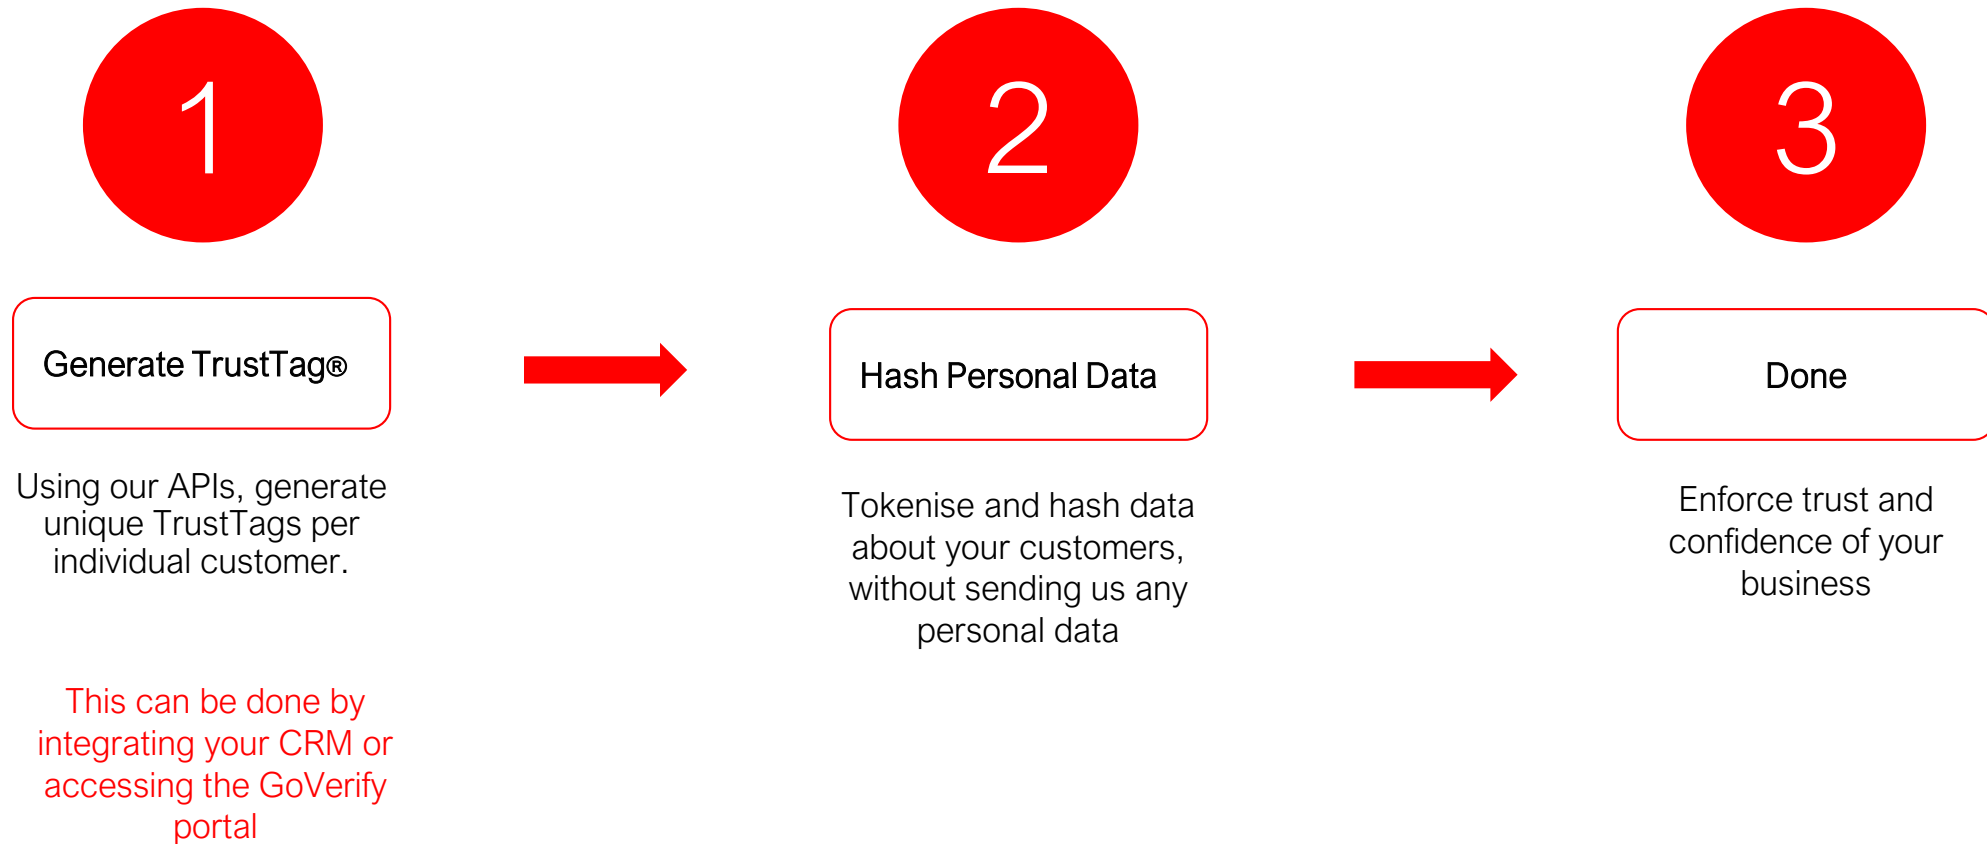 1
2
3
Generate TrustTag®
Hash Personal Data
Done
Using our APIs, generate
unique TrustTags per
individual customer.
This can be done by
integrating your CRM or
accessing the GoVerify
portal
Tokenise and hash data
about your customers,
without sending us any
personal data
Enforce trust and
confidence of your
business